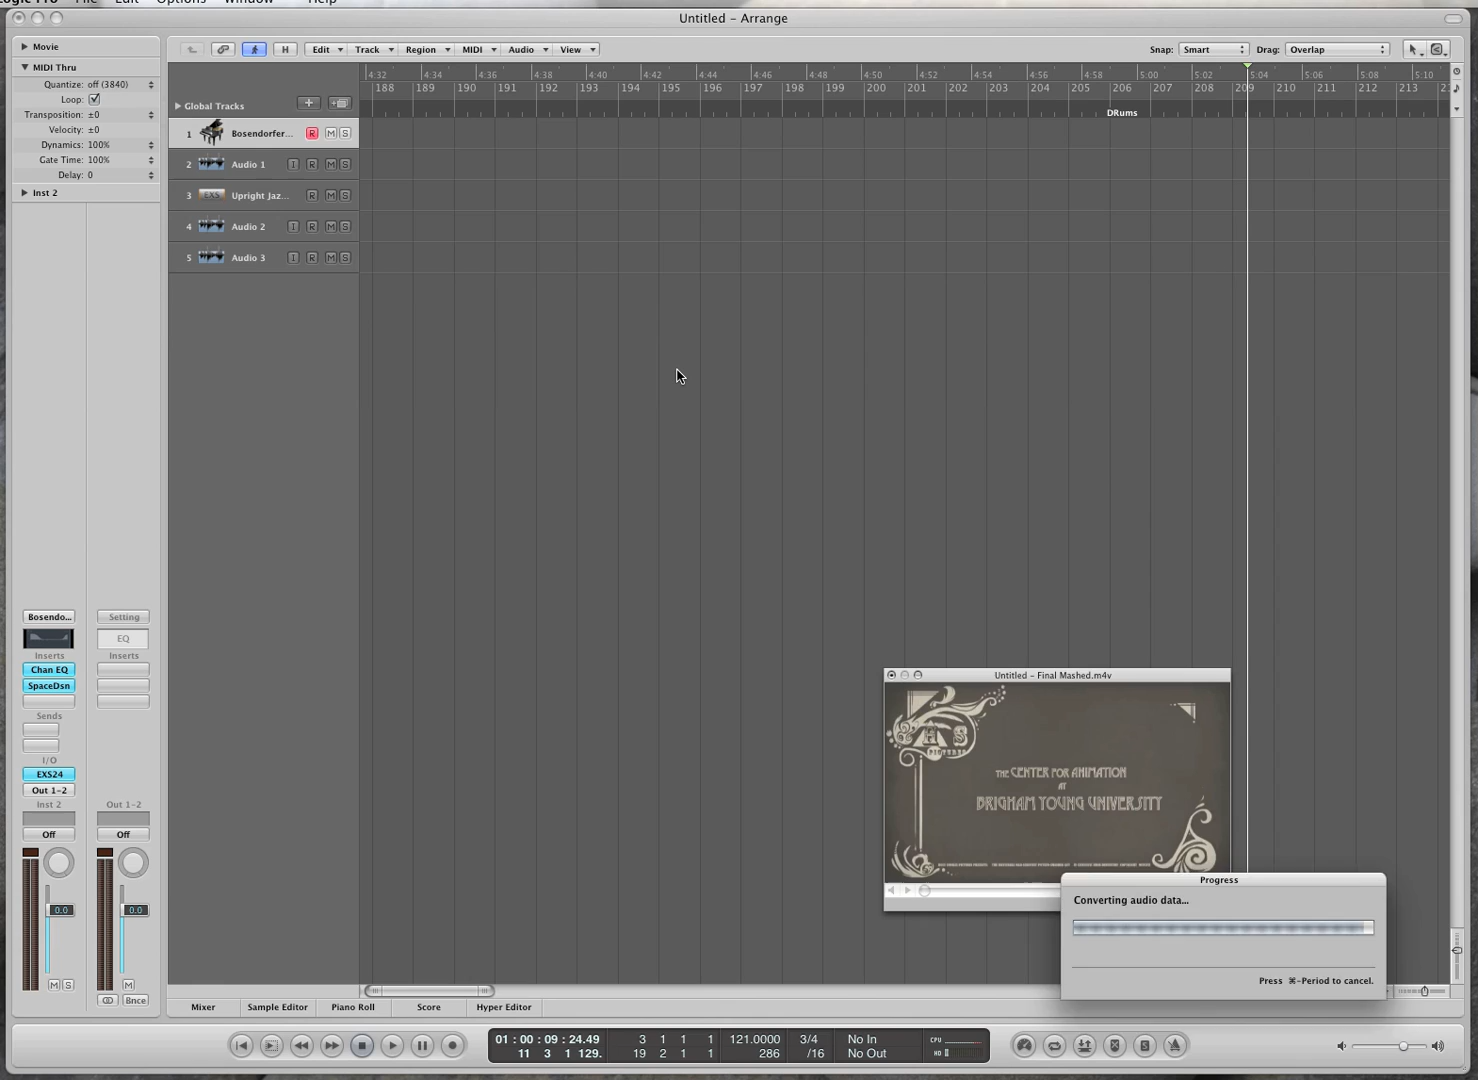 Logic Pro File Edit Options Window Help
Untitled – Arrange
Movie
MIDI Thru
Quantize: off (3840)
Loop:
Transposition: ±0
Velocity: ±0
Dynamics: 100%
Gate Time: 100%
Delay: 0
Inst 2
H Edit Track Region MIDI Audio View Snap: Smart Drag: Overlap
4:32 4:34 4:36 4:38 4:40 4:42 4:44 4:46 4:48 4:50 4:52 4:54 4:56 4:58 5:00 5:02 5:04 5:06 5:08 5:10
188 189 190 191 192 193 194 195 196 197 198 199 200 201 202 203 204 205 206 207 208 209 210 211 212 213
Global Tracks
DRums
1 Bosendorfer... R M S
2 Audio 1 I R M S
3 EXS Upright Jaz... R M S
4 Audio 2 I R M S
5 Audio 3 I R M S
Bosendo... Setting
EQ
Inserts Inserts
Chan EQ
SpaceDsn
Sends
I/O
EXS24
Out 1–2
Inst 2 Out 1–2
Off Off
0.0 0.0
M S M
Bnce
Untitled – Final Mashed.m4v
THE CENTER FOR ANIMATION
AT
BRIGHAM YOUNG UNIVERSITY
Progress
Converting audio data...
Press ⌘–Period to cancel.
Mixer Sample Editor Piano Roll Score Hyper Editor
01 : 00 : 09 : 24.49 3 1 1 1 121.0000 3/4 No In CPU
11 3 1 129. 19 2 1 1 286 /16 No Out HD